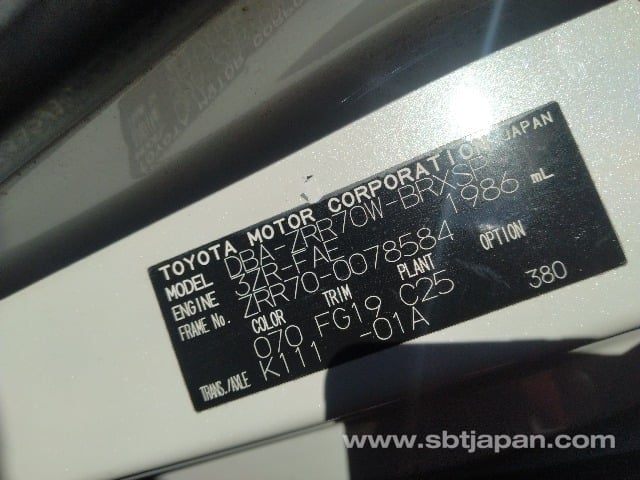 TOYOTA MOTOR CORPORATION JAPAN
MODEL DBA-ZRR70W-BRXSP
ENGINE 3ZR-FAE 1986 mL
FRAME No. ZRR70-0078584
COLOR TRIM PLANT OPTION
070 FG19 C25 380
TRANS./AXLE K111 -01A
www.sbtjapan.com